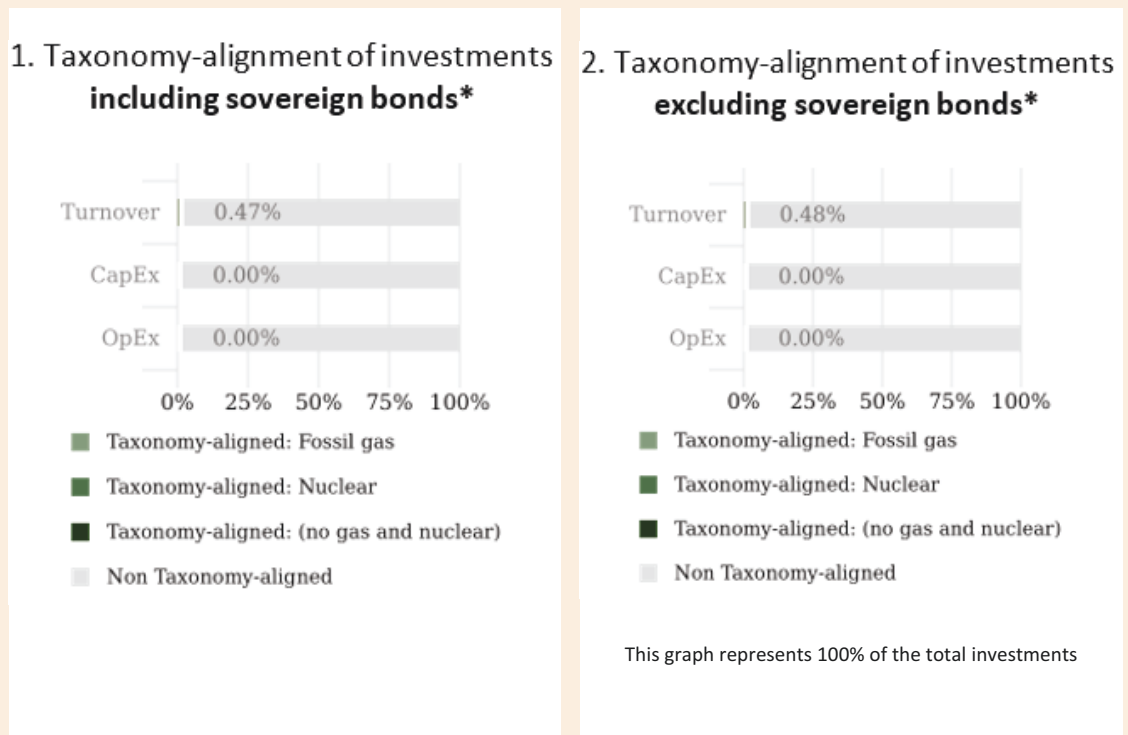 1. Taxonomy-alignment of investments
including sovereign bonds*
Turnover 0.47%
CapEx 0.00%
OpEx 0.00%
0% 25% 50% 75% 100%
Taxonomy-aligned: Fossil gas
Taxonomy-aligned: Nuclear
Taxonomy-aligned: (no gas and nuclear)
Non Taxonomy-aligned
2. Taxonomy-alignment of investments
excluding sovereign bonds*
Turnover 0.48%
CapEx 0.00%
OpEx 0.00%
0% 25% 50% 75% 100%
Taxonomy-aligned: Fossil gas
Taxonomy-aligned: Nuclear
Taxonomy-aligned: (no gas and nuclear)
Non Taxonomy-aligned
This graph represents 100% of the total investments